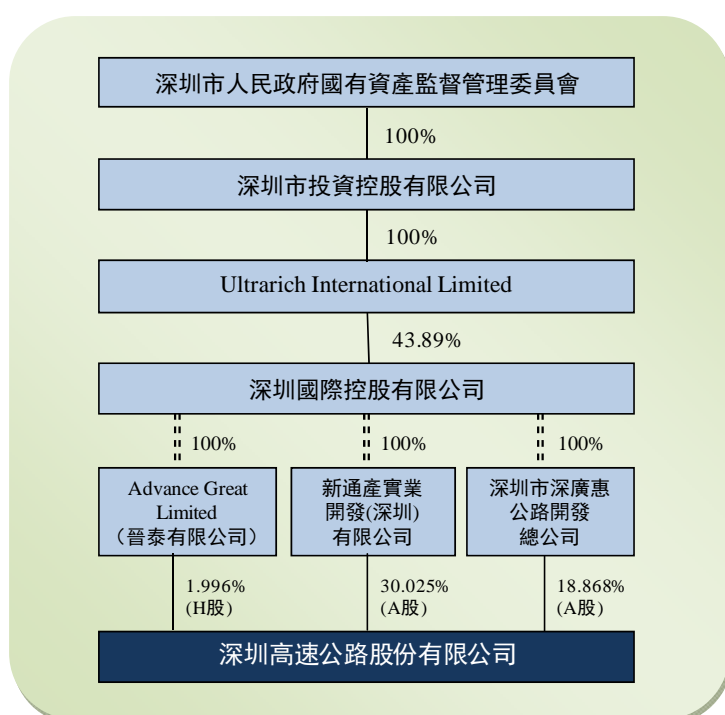 深圳市人民政府國有資產監督管理委員會
100%
深圳市投資控股有限公司
100%
Ultrarich International Limited
43.89%
深圳國際控股有限公司
100%
100%
100%
Advance Great
Limited
（晉泰有限公司）
新通產實業
開發(深圳)
有限公司
深圳市深廣惠
公路開發
總公司
1.996%
(H股)
30.025%
(A股)
18.868%
(A股)
深圳高速公路股份有限公司